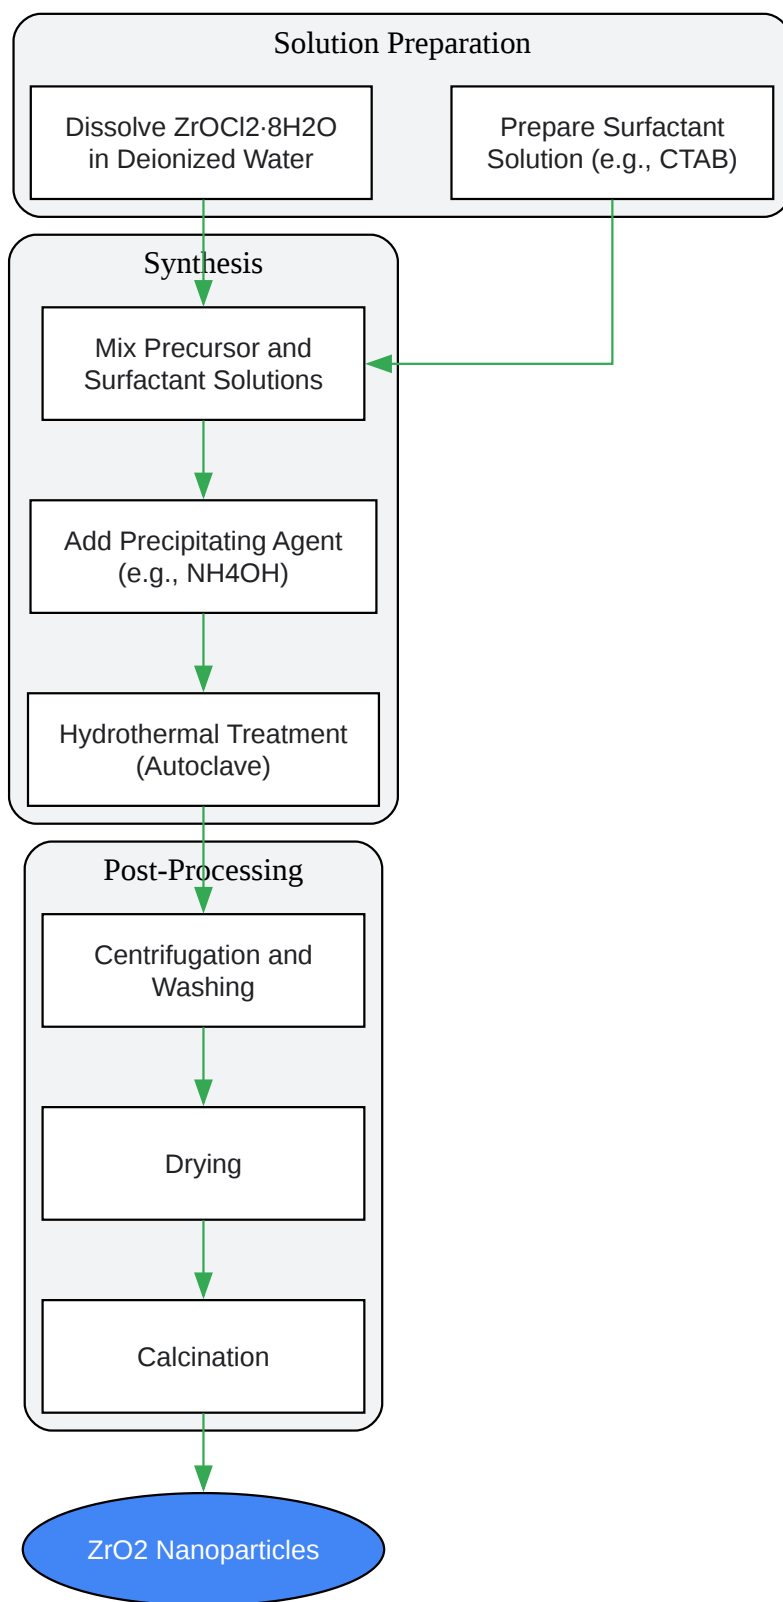 Solution Preparation
Dissolve ZrOCl2·8H2O
in Deionized Water
Prepare Surfactant
Solution (e.g., CTAB)
Synthesis
Mix Precursor and
Surfactant Solutions
Add Precipitating Agent
(e.g., NH4OH)
Hydrothermal Treatment
(Autoclave)
Post-Processing
Centrifugation and
Washing
Drying
Calcination
ZrO2 Nanoparticles